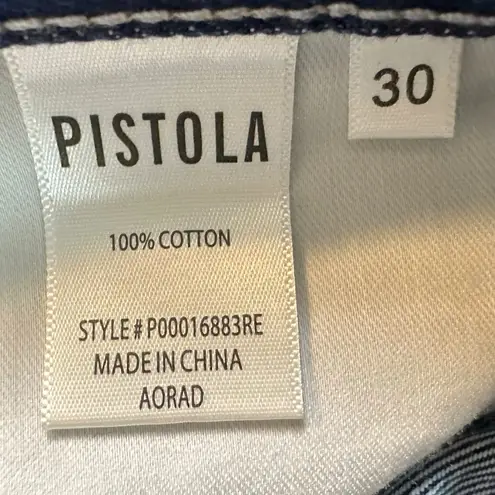 PISTOLA
30
100% COTTON
STYLE # P00016883RE
MADE IN CHINA
AORAD